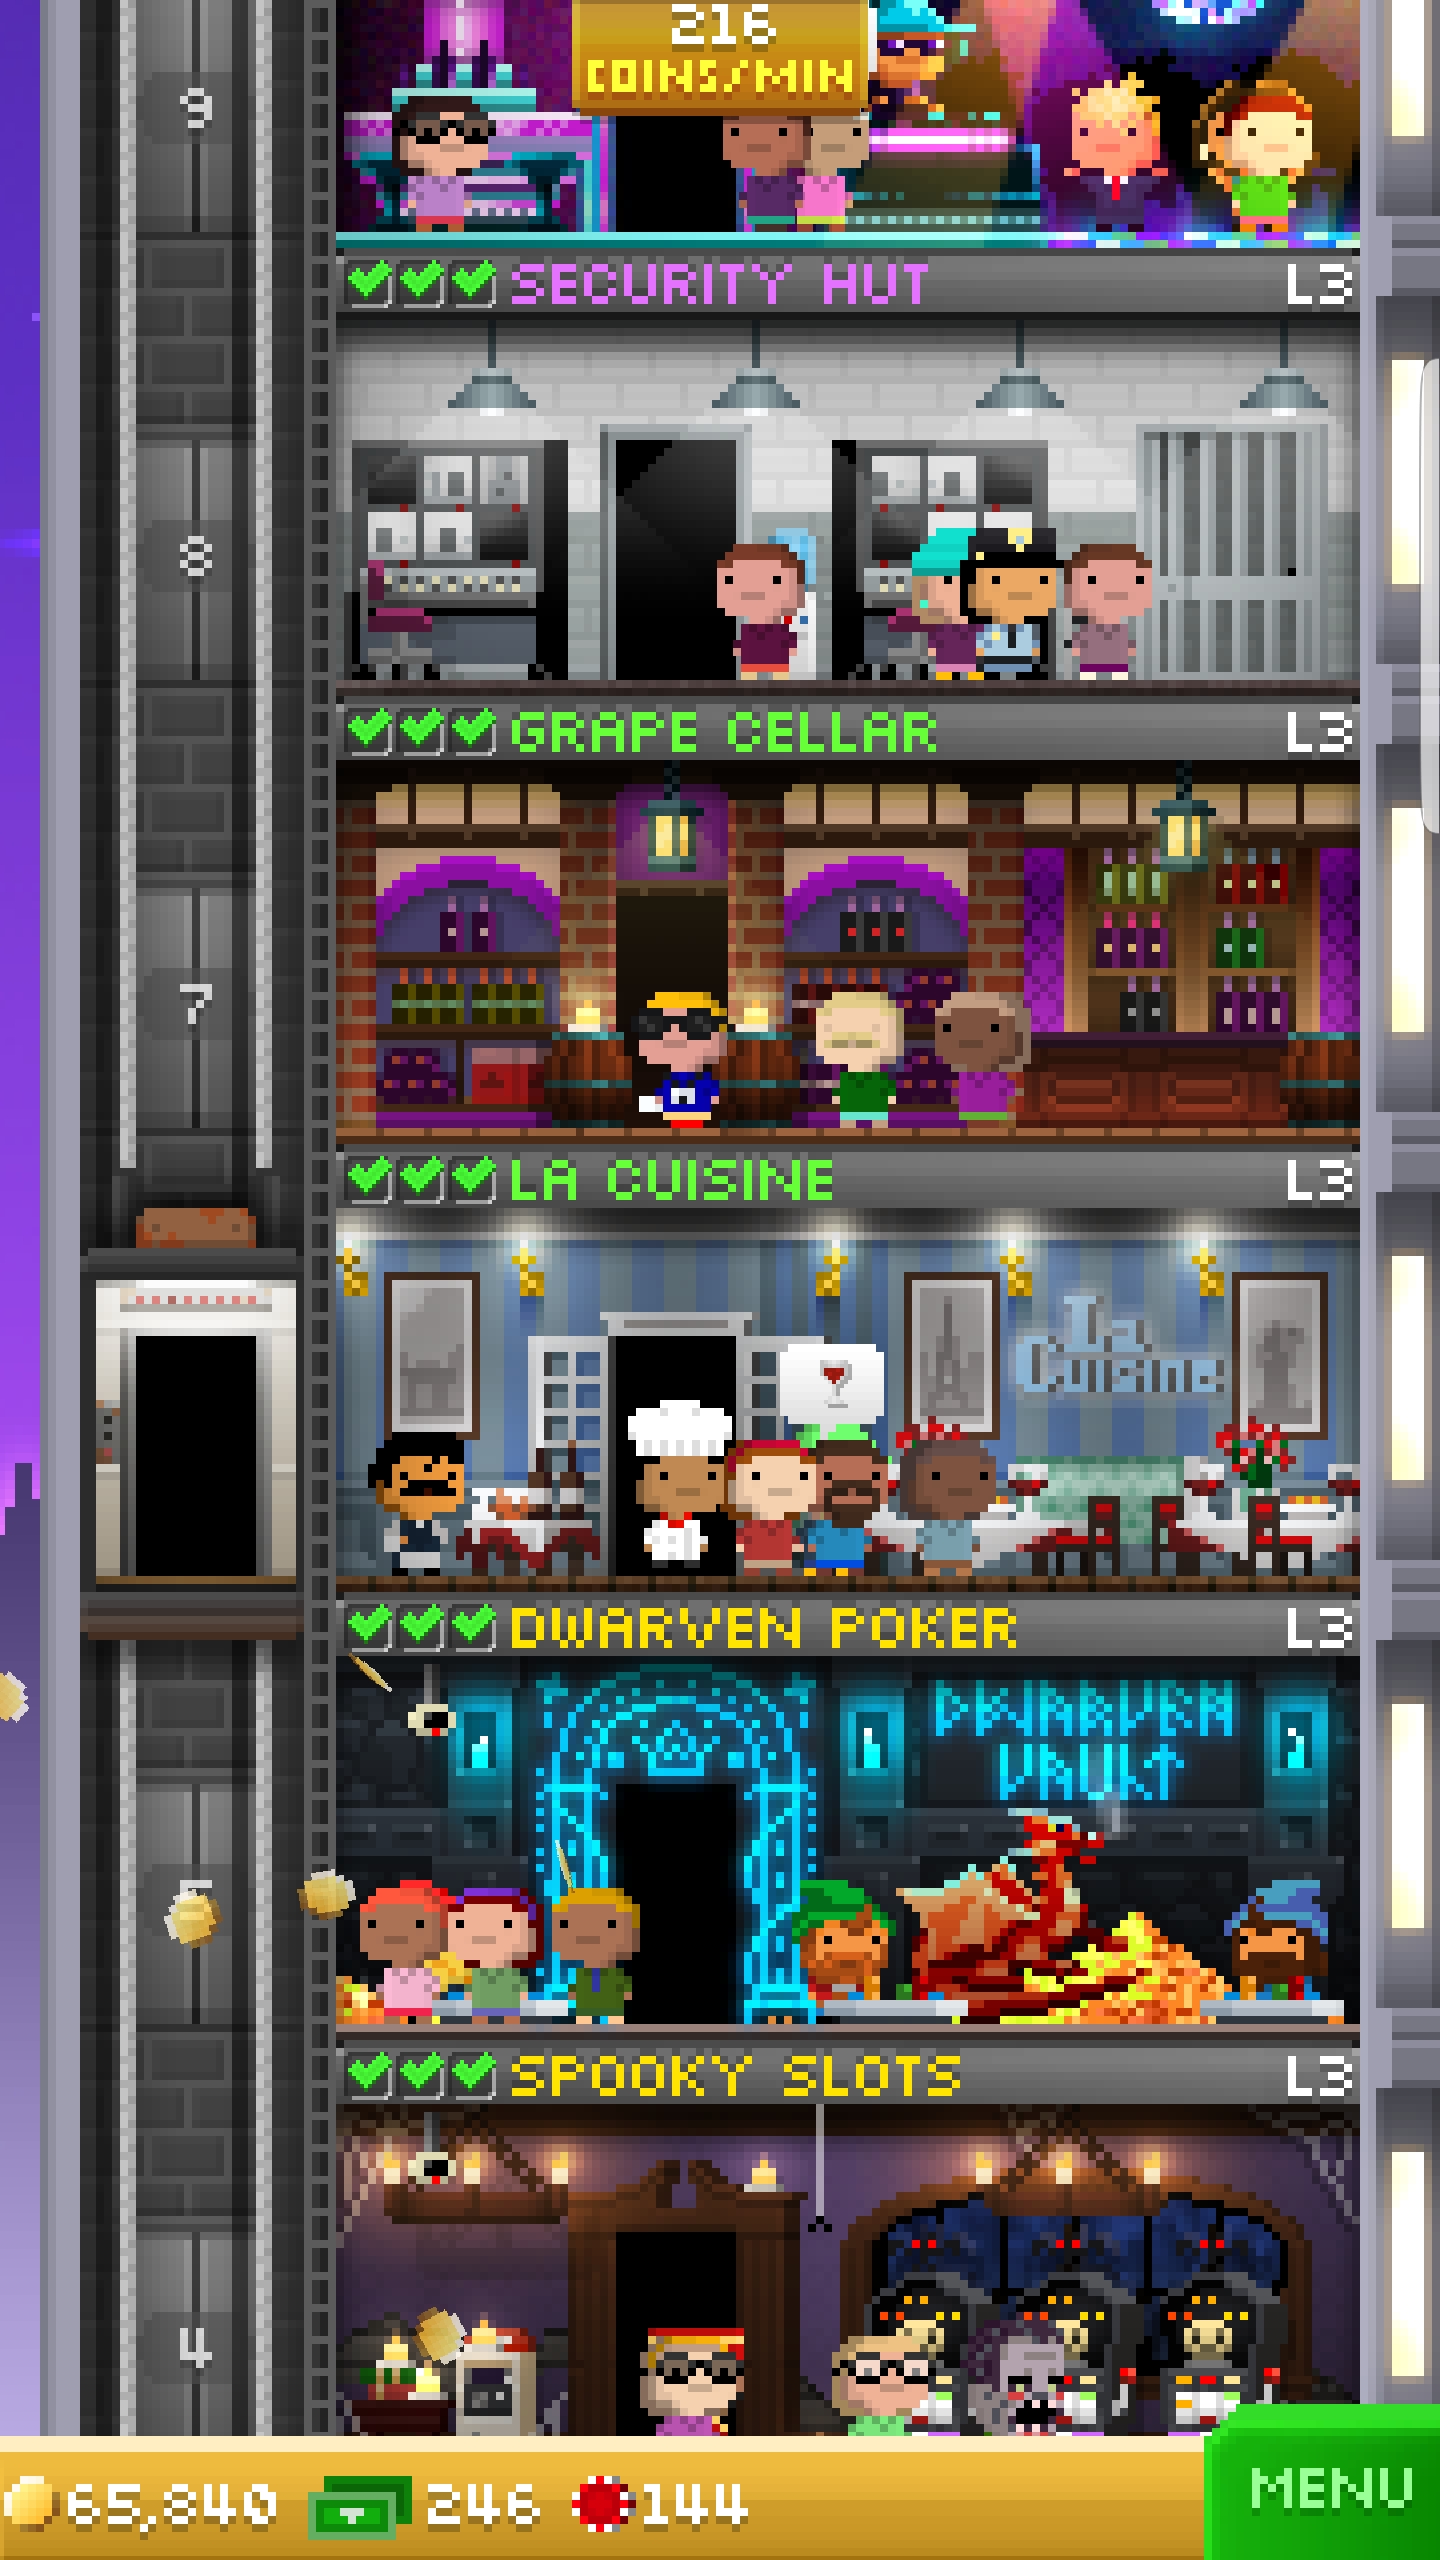 216
COINS/MIN
9
SECURITY HUT L3
8
GRAPE CELLAR L3
7
LA CUISINE L3
La
Cuisine
DWARVEN POKER L3
DWARVEN
VAULT
SPOOKY SLOTS L3
4
65,840 246 144
MENU